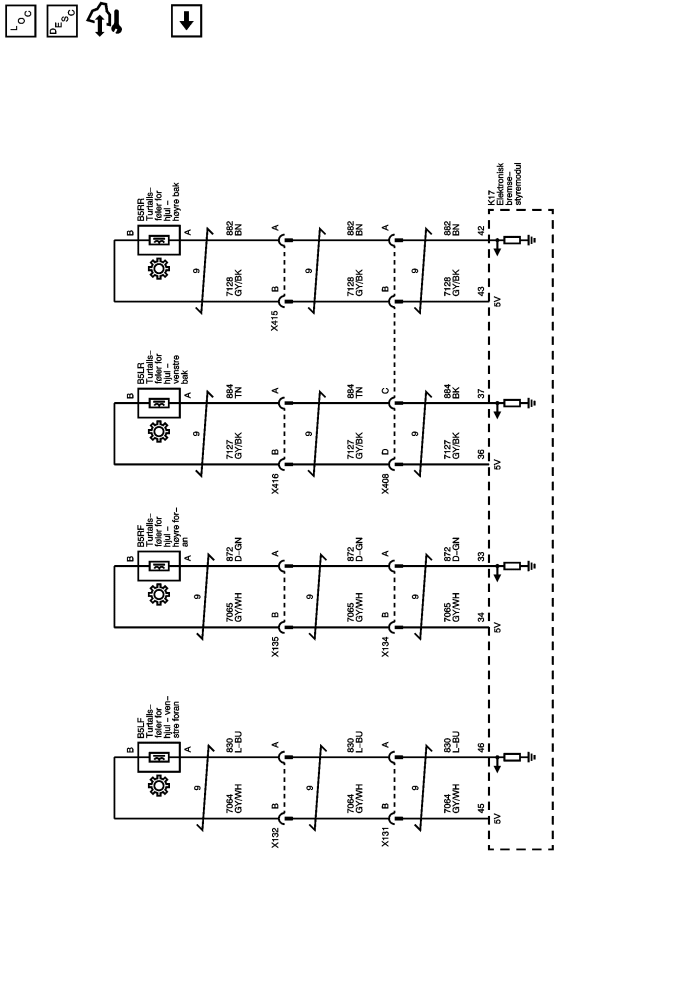 LOC
DESC
B5RR
Turtalls–
føler for
hjul –
høyre bak
B
A
9
882
BN
7128
GY/BK
A
B
X415
9
882
BN
7128
GY/BK
A
B
9
882
BN
7128
GY/BK
42
43
5V
K17
Elektronisk
bremse–
styremodul
B5LR
Turtalls–
føler for
hjul –
venstre
bak
B
A
9
884
TN
7127
GY/BK
A
B
X416
9
884
TN
7127
GY/BK
C
D
X408
9
884
BK
7127
GY/BK
37
36
5V
B5RF
Turtalls–
føler for
hjul –
høyre for–
an
B
A
9
872
D–GN
7065
GY/WH
A
B
X135
9
872
D–GN
7065
GY/WH
A
B
X134
9
872
D–GN
7065
GY/WH
33
34
5V
B5LF
Turtalls–
føler for
hjul – ven–
stre foran
B
A
9
830
L–BU
7064
GY/WH
A
B
X132
9
830
L–BU
7064
GY/WH
A
B
X131
9
830
L–BU
7064
GY/WH
46
45
5V